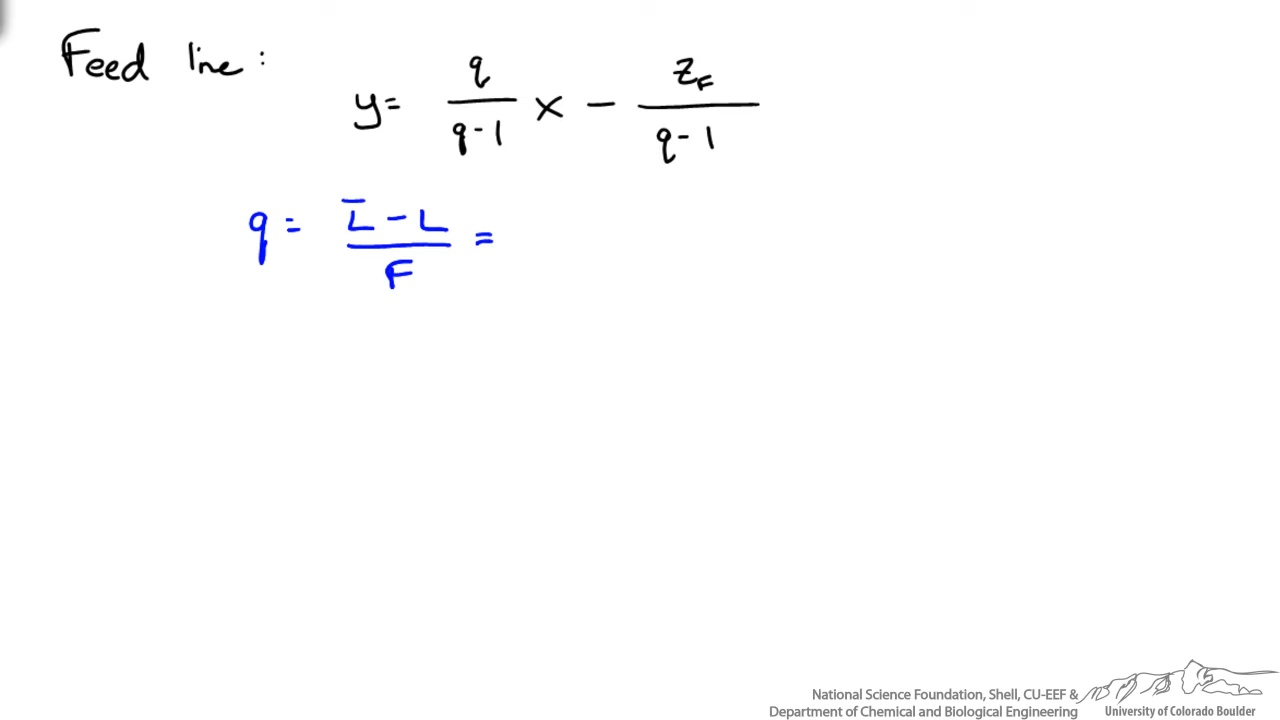 Feed line:
y = q/(q-1) x - z_F/(q-1)
q = (L̅ - L)/F =
National Science Foundation, Shell, CU-EEF &
Department of Chemical and Biological Engineering
University of Colorado Boulder